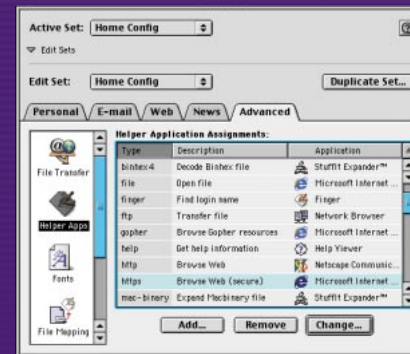 Active Set: Home Config
Edit Sets
Edit Set: Home Config
Duplicate Set...
Personal E-mail Web News Advanced
Helper Application Assignments:
Type Description Application
binhex4 Decode Binhex file Stuffit Expander™
file Open file Microsoft Internet ...
finger Find login name Finger
ftp Transfer file Network Browser
gopher Browse Gopher resources Microsoft Internet ...
help Get help information Help Viewer
http Browse Web Netscape Communic...
https Browse Web (secure) Microsoft Internet ...
mac-binary Expand Macbinary file Stuffit Expander™
File Transfer
Helper Apps
Fonts
File Mapping
Add... Remove Change...